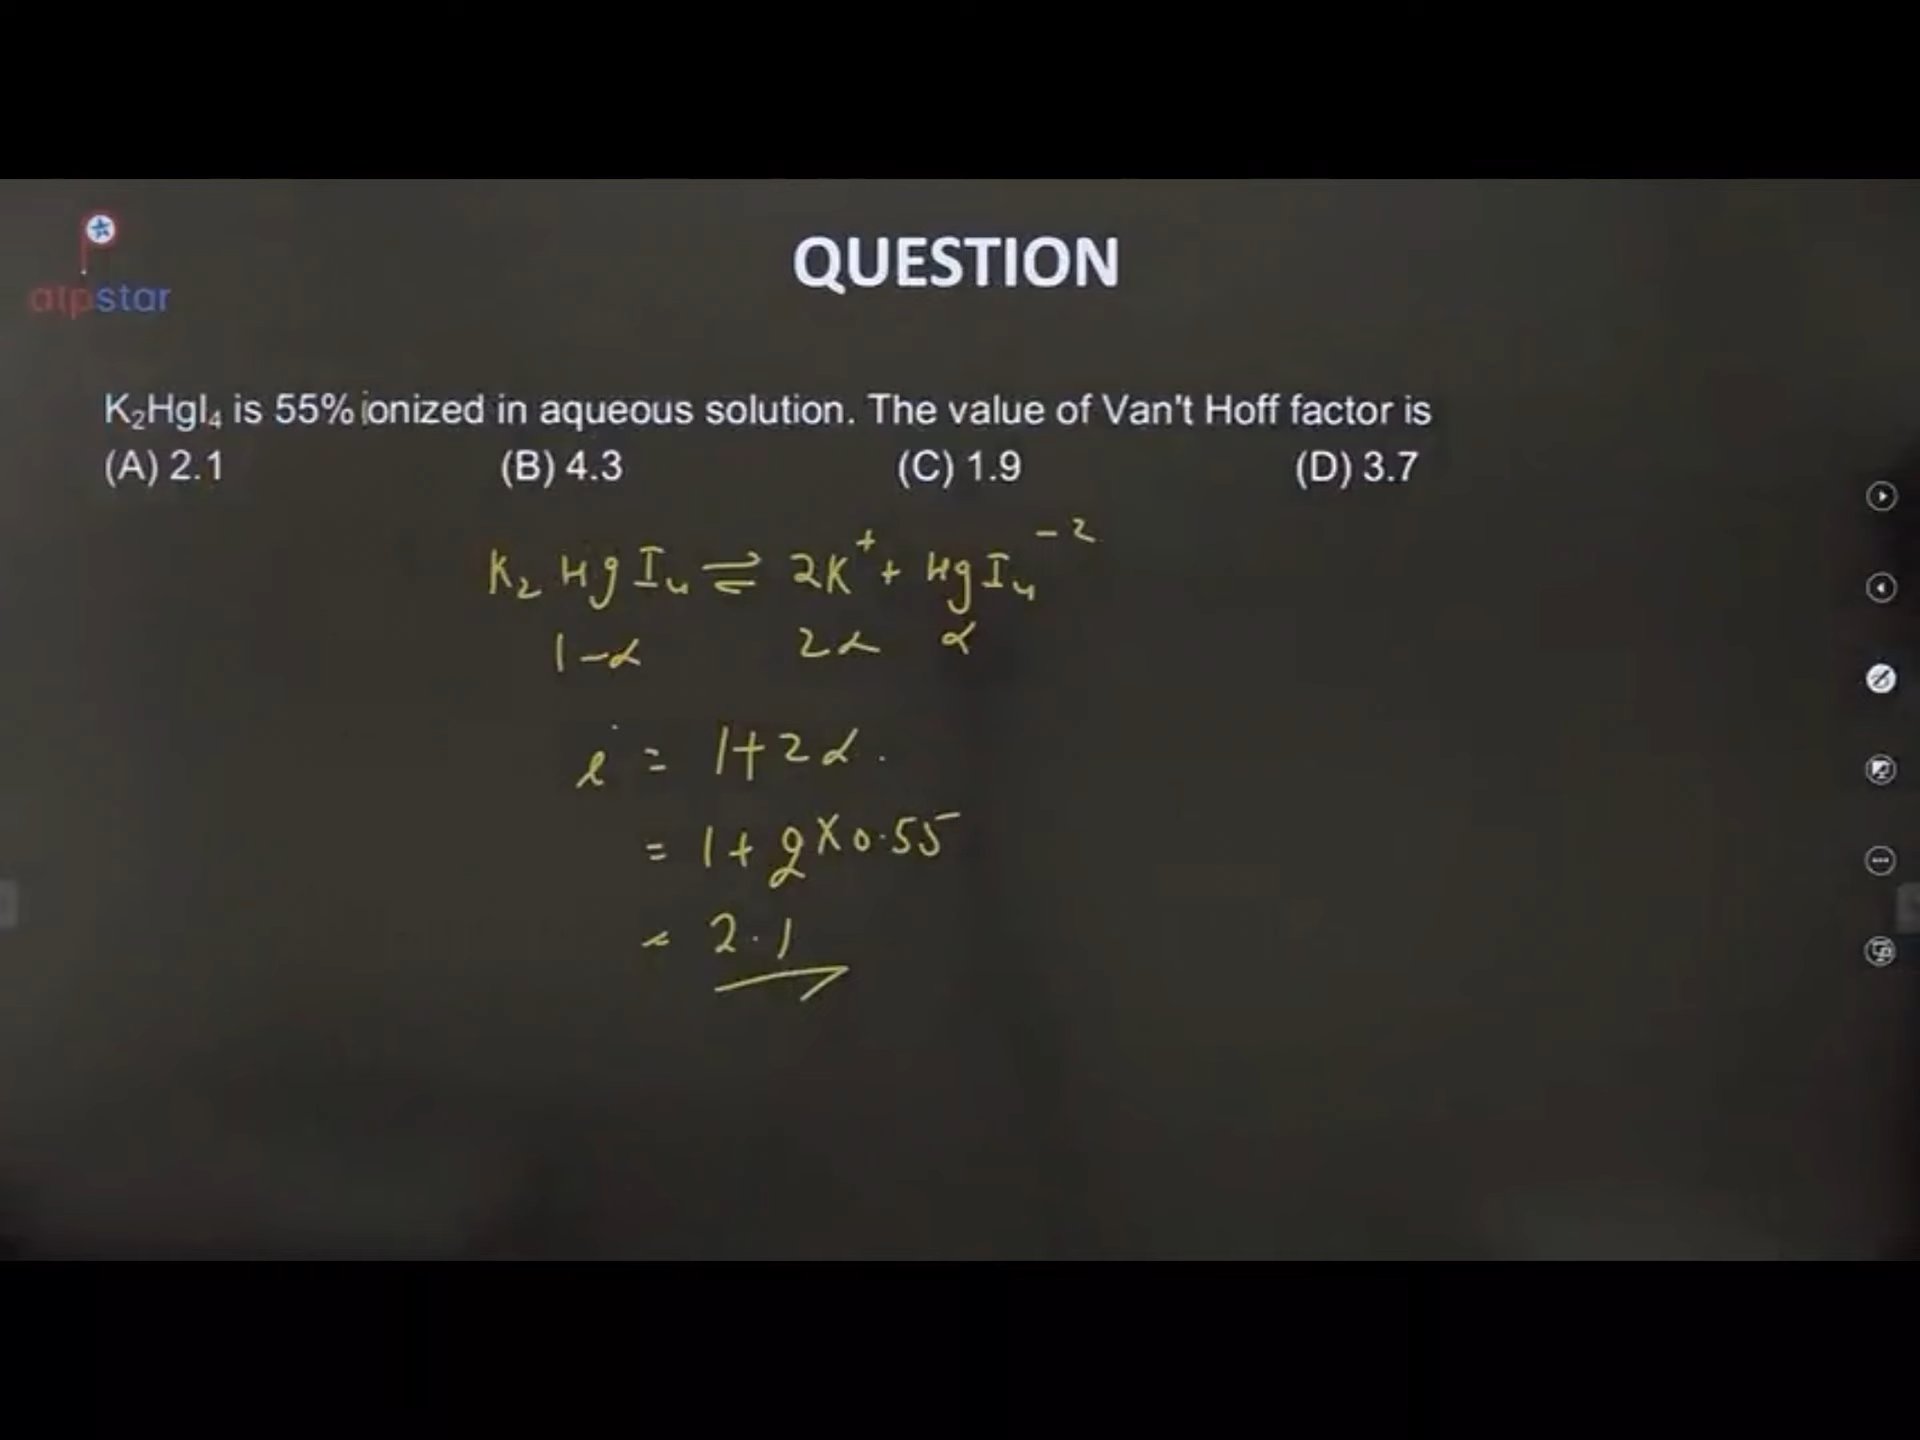 QUESTION
atpstar
K₂HgI₄ is 55% ionized in aqueous solution. The value of Van't Hoff factor is
(A) 2.1 (B) 4.3 (C) 1.9 (D) 3.7
K₂HgI₄ ⇌ 2K⁺ + HgI₄⁻²
1-α 2α α
i = 1+2α.
= 1+2×0.55
= 2.1